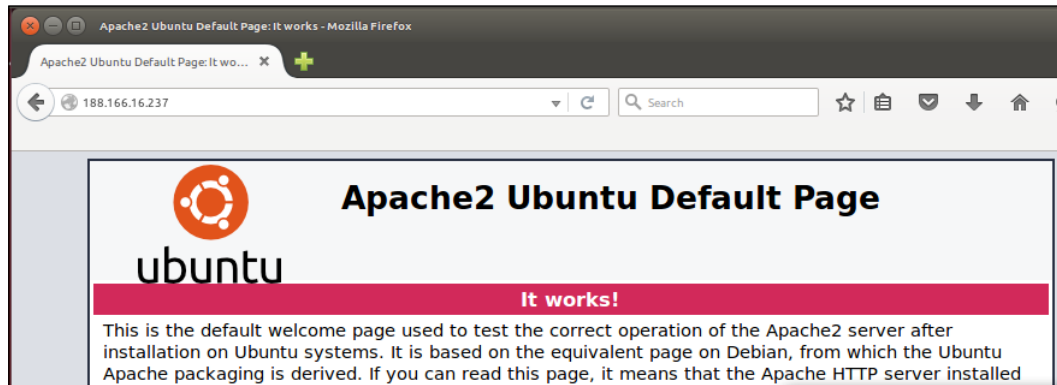 Apache2 Ubuntu Default Page: It works - Mozilla Firefox
Apache2 Ubuntu Default Page: It wo...
188.166.16.237
Search
Apache2 Ubuntu Default Page
ubuntu
It works!
This is the default welcome page used to test the correct operation of the Apache2 server after
installation on Ubuntu systems. It is based on the equivalent page on Debian, from which the Ubuntu
Apache packaging is derived. If you can read this page, it means that the Apache HTTP server installed